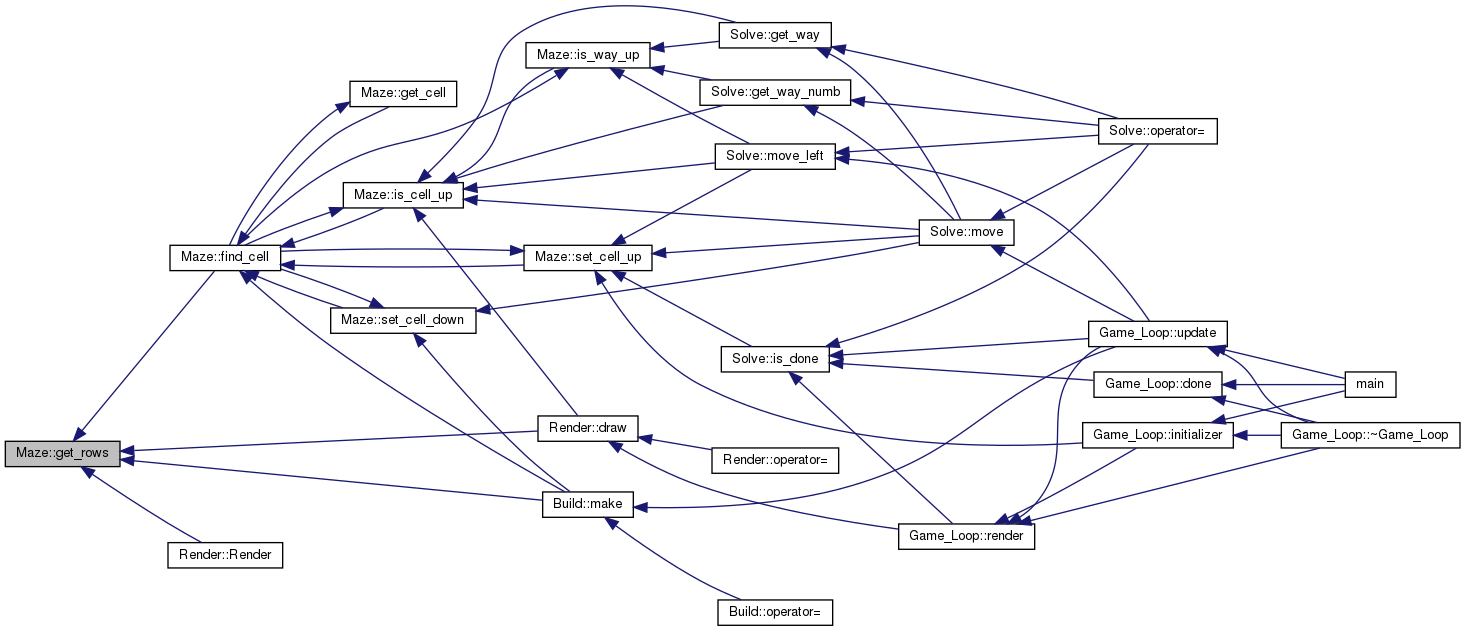 Solve::get_way
Maze::is_way_up
Maze::get_cell
Solve::get_way_numb
Solve::operator=
Solve::move_left
Maze::is_cell_up
Solve::move
Maze::find_cell
Maze::set_cell_up
Maze::set_cell_down
Game_Loop::update
Solve::is_done
Game_Loop::done
main
Render::draw
Game_Loop::initializer
Game_Loop::~Game_Loop
Maze::get_rows
Render::operator=
Build::make
Game_Loop::render
Render::Render
Build::operator=